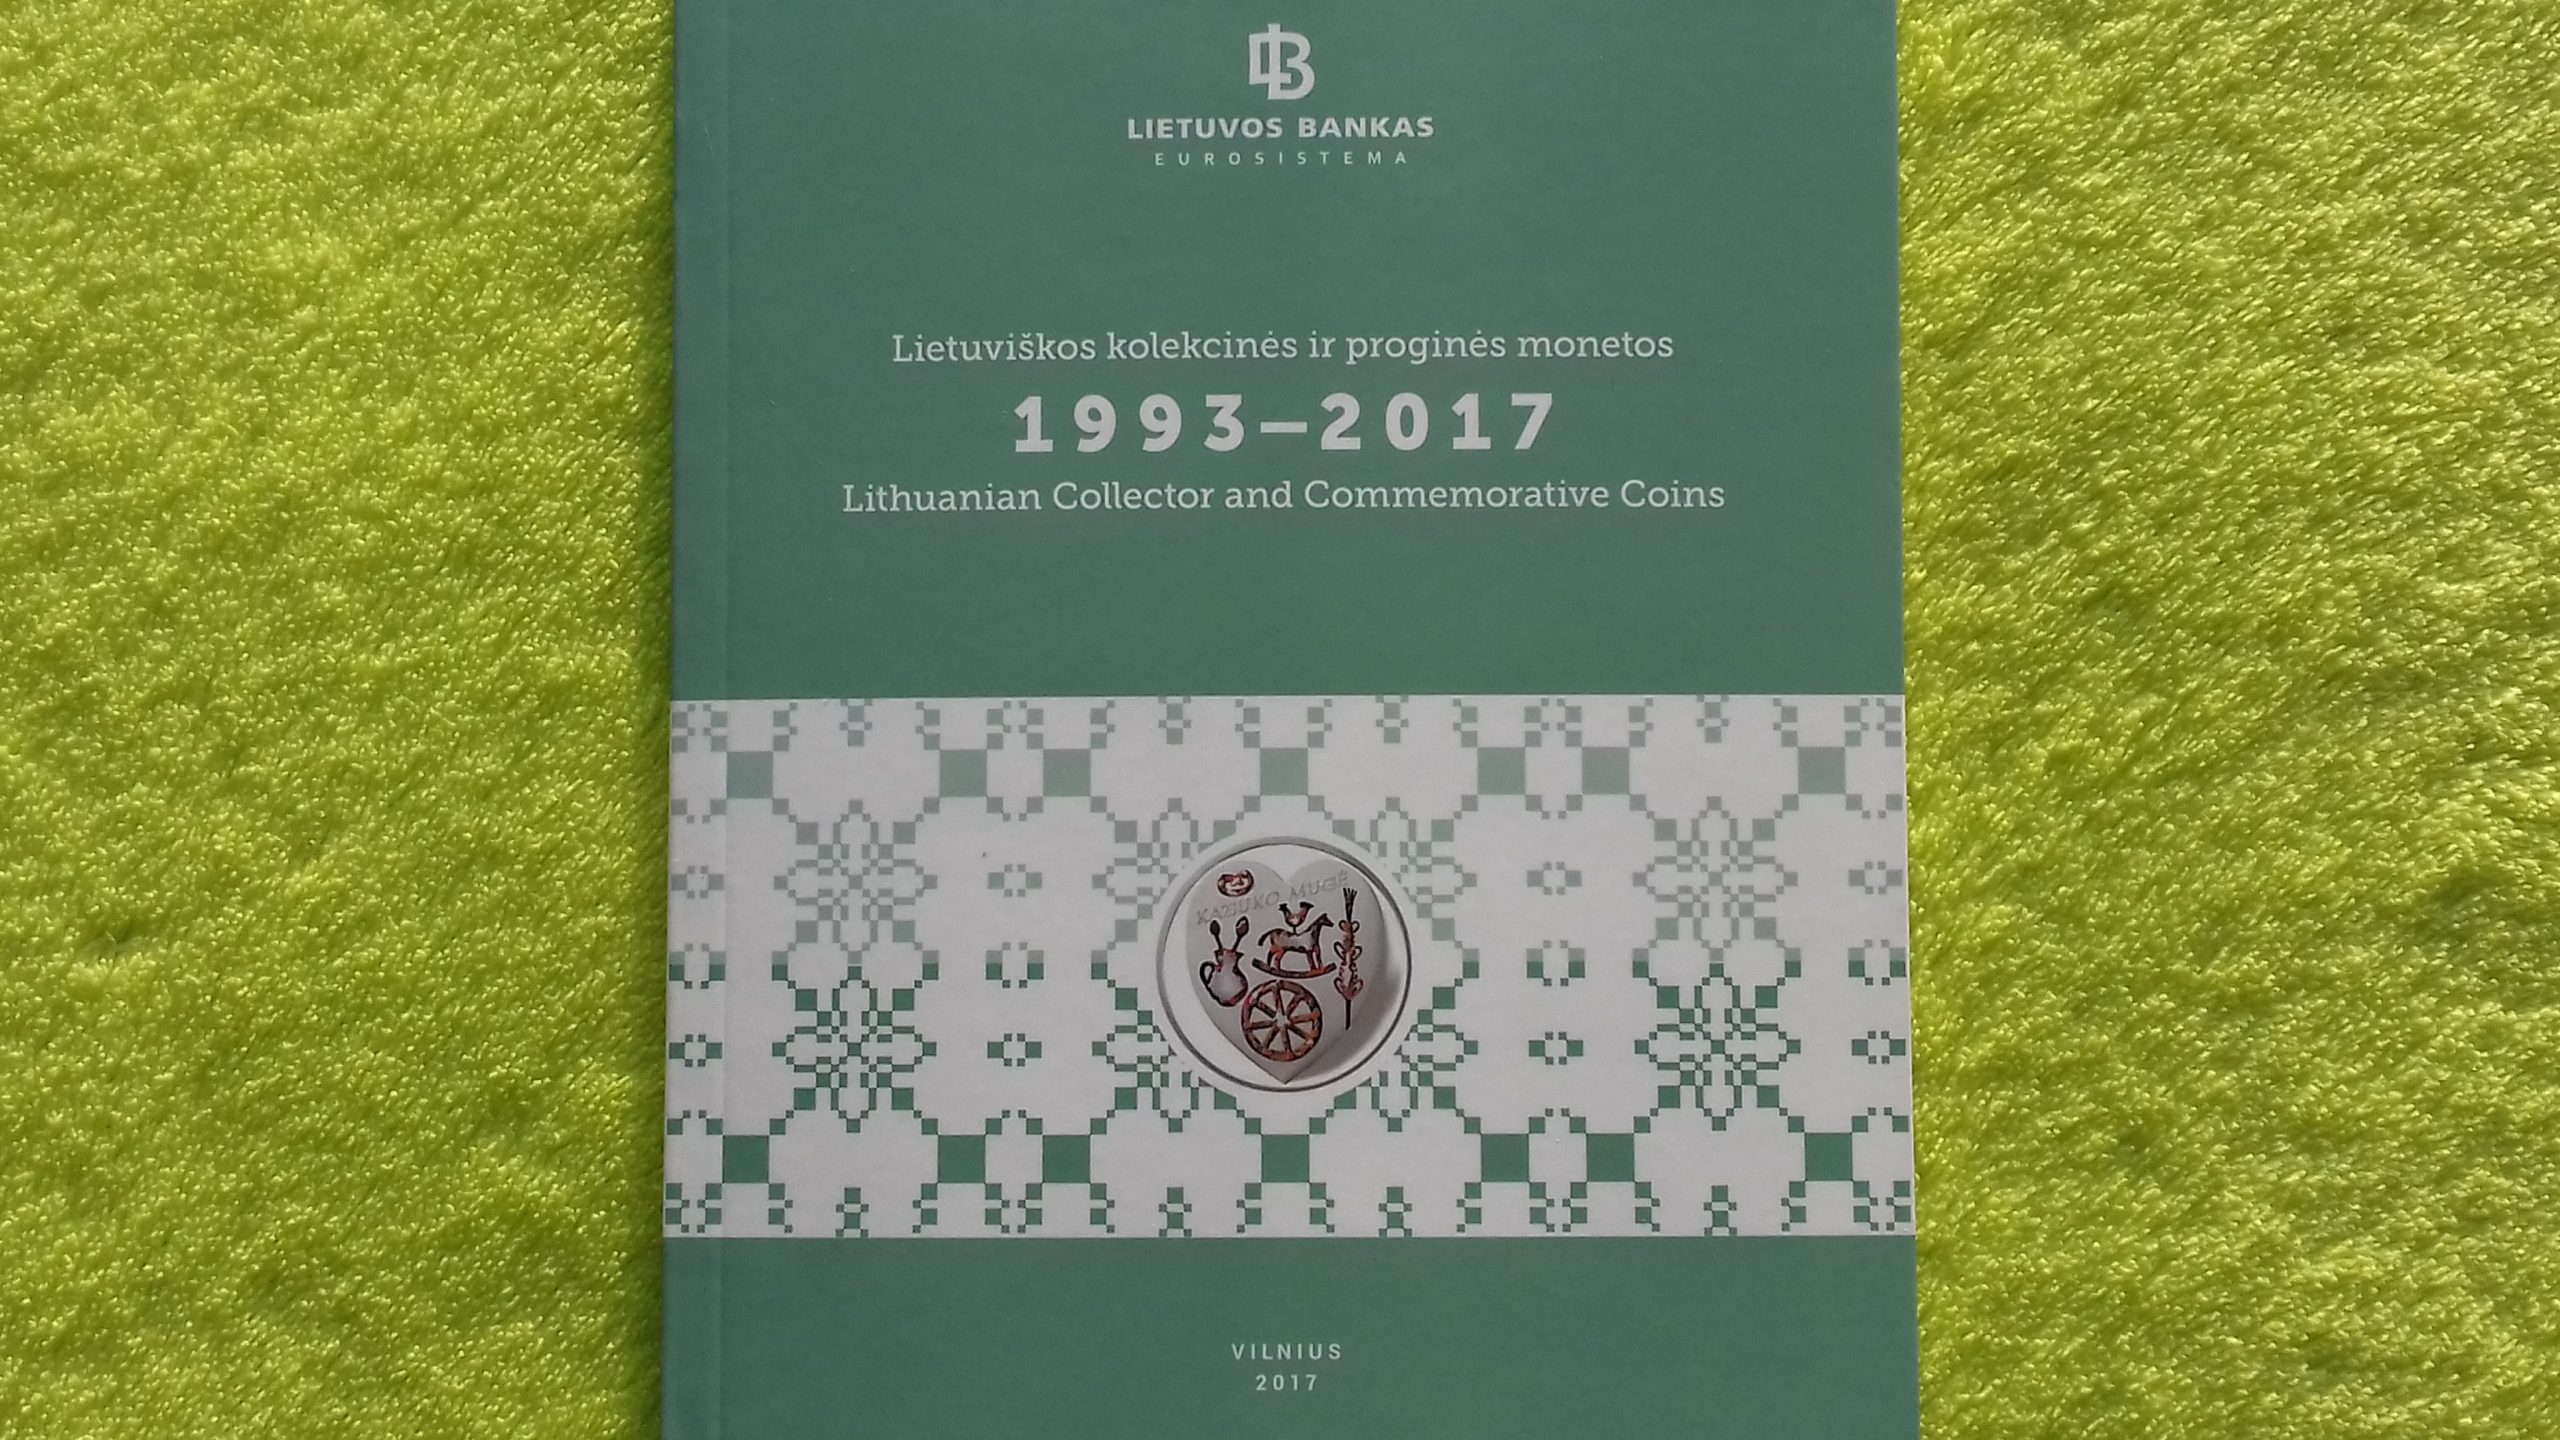 LIETUVOS BANKAS
EUROSISTEMA
Lietuviškos kolekcinės ir proginės monetos
1993–2017
Lithuanian Collector and Commemorative Coins
KAZIUKO MUGĖ
VILNIUS
2017